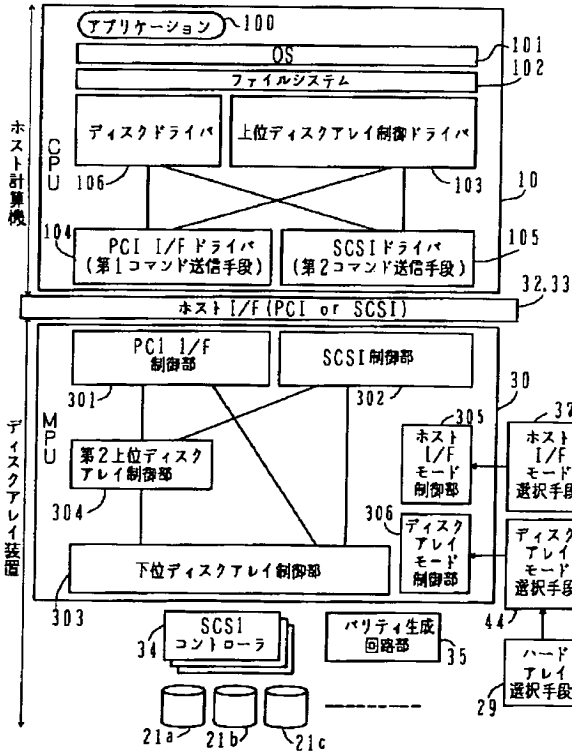 アプリケーション
100
OS
101
ファイルシステム
102
ディスクドライバ
106
上位ディスクアレイ制御ドライバ
103
CPU
ホスト計算機
10
104
PCI I/Fドライバ
(第1コマンド送信手段)
SCSIドライバ
(第2コマンド送信手段)
105
ホストI/F(PCI or SCSI)
32,33
PCI I/F
制御部
301
SCSI制御部
302
30
MPU
ディスクアレイ装置
第2上位ディスク
アレイ制御部
304
305
ホスト
I/F
モード
制御部
ホスト
I/F
モード
選択手段
306
ディスク
アレイ
モード
制御部
ディスク
アレイ
モード
選択手段
44
下位ディスクアレイ制御部
303
SCSI
コントローラ
34
パリティ生成
回路部
35
ハード
アレイ
選択手段
29
21a
21b
21c